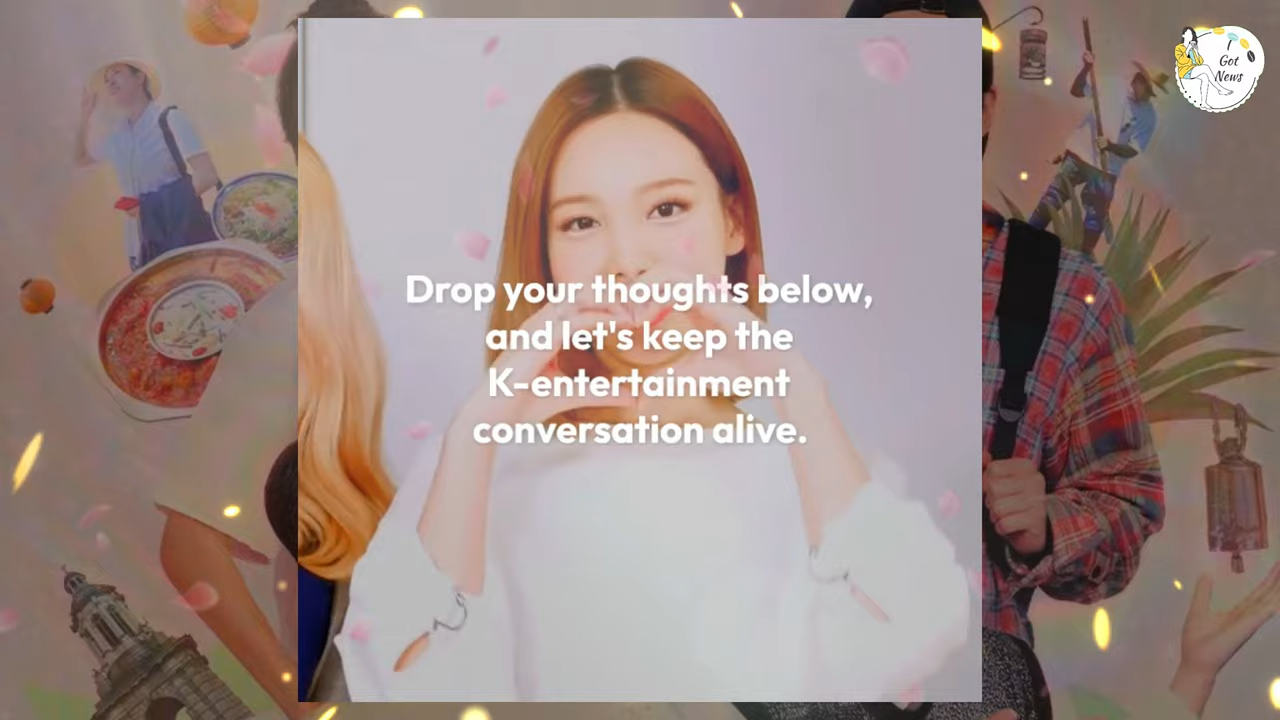 Drop your thoughts below,
and let's keep the
K-entertainment
conversation alive.
I
Got
News